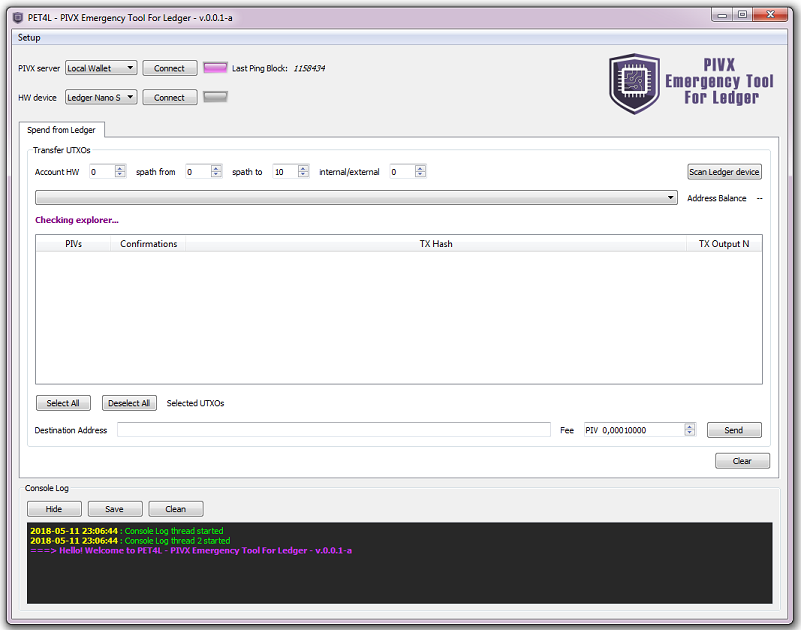 PET4L - PIVX Emergency Tool For Ledger - v.0.0.1-a
Setup
PIVX server Local Wallet Connect Last Ping Block: 1158434
HW device Ledger Nano S Connect
PIVX
Emergency Tool
For Ledger
Spend from Ledger
Transfer UTXOs
Account HW 0 spath from 0 spath to 10 internal/external 0 Scan Ledger device
Address Balance --
Checking explorer...
PIVs Confirmations TX Hash TX Output N
Select All Deselect All Selected UTXOs
Destination Address Fee PIV 0,00010000 Send
Clear
Console Log
Hide Save Clean
2018-05-11 23:06:44 : Console Log thread started
2018-05-11 23:06:44 : Console Log thread 2 started
===> Hello! Welcome to PET4L - PIVX Emergency Tool For Ledger - v.0.0.1-a